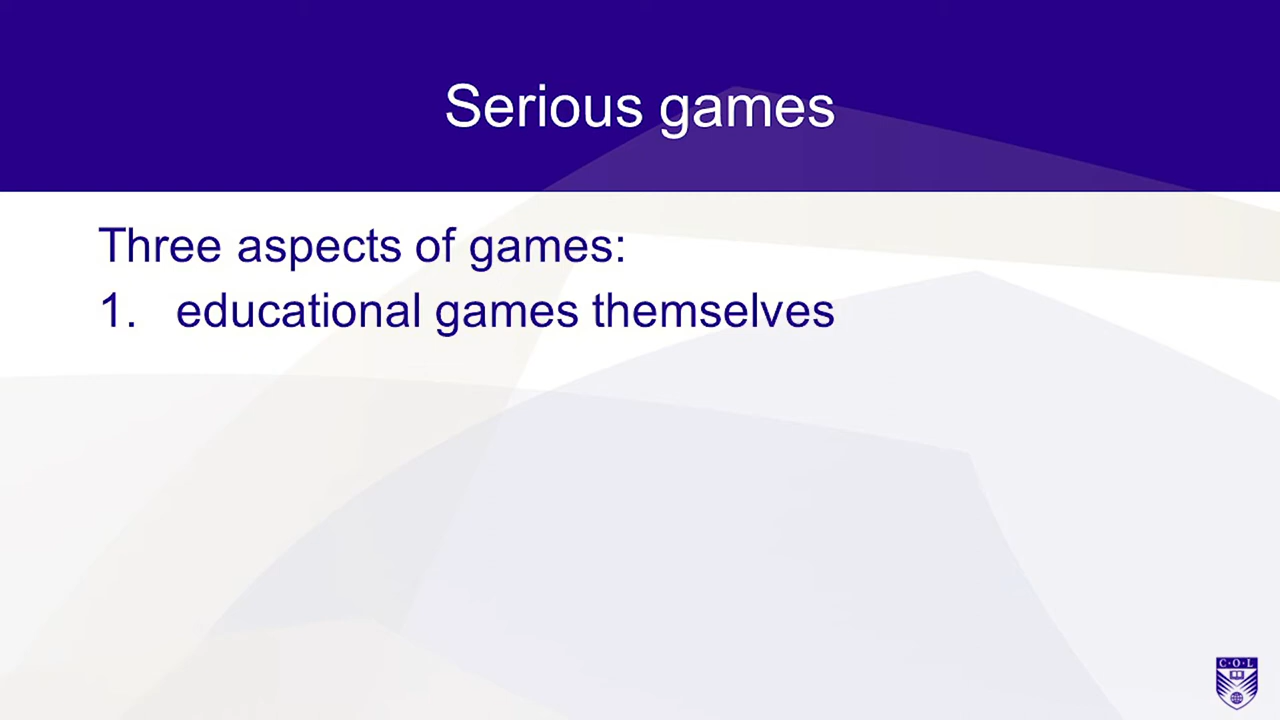 Serious games
Three aspects of games:
1. educational games themselves
C·O·L